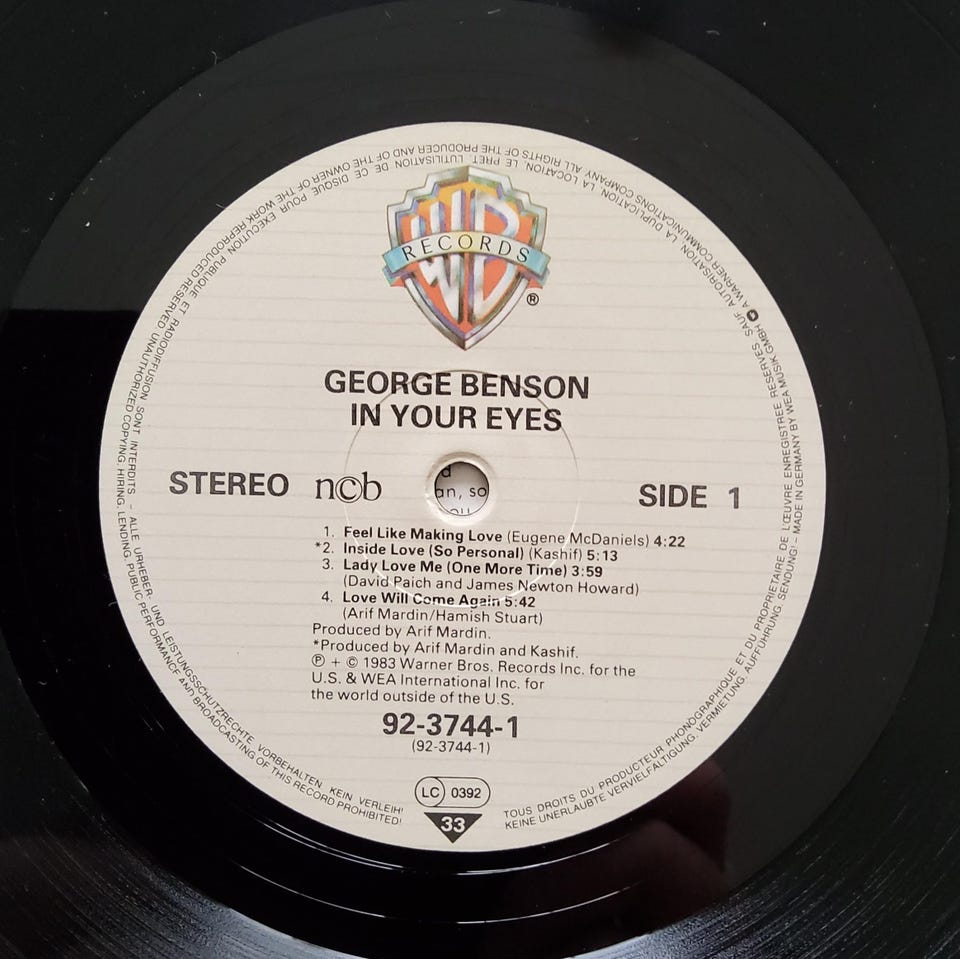 WB
RECORDS
®
GEORGE BENSON
IN YOUR EYES
STEREO ncb
SIDE 1
d
an, so
ou
1. Feel Like Making Love (Eugene McDaniels) 4:22
*2. Inside Love (So Personal) (Kashif) 5:13
3. Lady Love Me (One More Time) 3:59
(David Paich and James Newton Howard)
4. Love Will Come Again 5:42
(Arif Mardin/Hamish Stuart)
Produced by Arif Mardin.
*Produced by Arif Mardin and Kashif.
℗ + © 1983 Warner Bros. Records Inc. for the
U.S. & WEA International Inc. for
the world outside of the U.S.
92-3744-1
(92-3744-1)
LC 0392
33
TOUS DROITS DU PRODUCTEUR PHONOGRAPHIQUE ET DU PROPRIETAIRE DE L'ŒUVRE ENREGISTREE RESERVES SAUF AUTORISATION, LA DUPLICATION, LA LOCATION, LE PRET, L'UTILISATION DE CE DISQUE POUR EXECUTION PUBLIQUE ET RADIODIFFUSION SONT INTERDITS – ALLE URHEBER- UND LEISTUNGSSCHUTZRECHTE VORBEHALTEN KEIN VERLEIH!
KEINE UNERLAUBTE VERVIELFÄLTIGUNG, VERMIETUNG, AUFFÜHRUNG, SENDUNG! – MADE IN GERMANY BY WEA MUSIK GMBH A WARNER COMMUNICATIONS COMPANY ALL RIGHTS OF THE PRODUCER AND OF THE OWNER OF THE WORK REPRODUCED RESERVED UNAUTHORIZED COPYING, HIRING, LENDING, PUBLIC PERFORMANCE AND BROADCASTING OF THIS RECORD PROHIBITED!